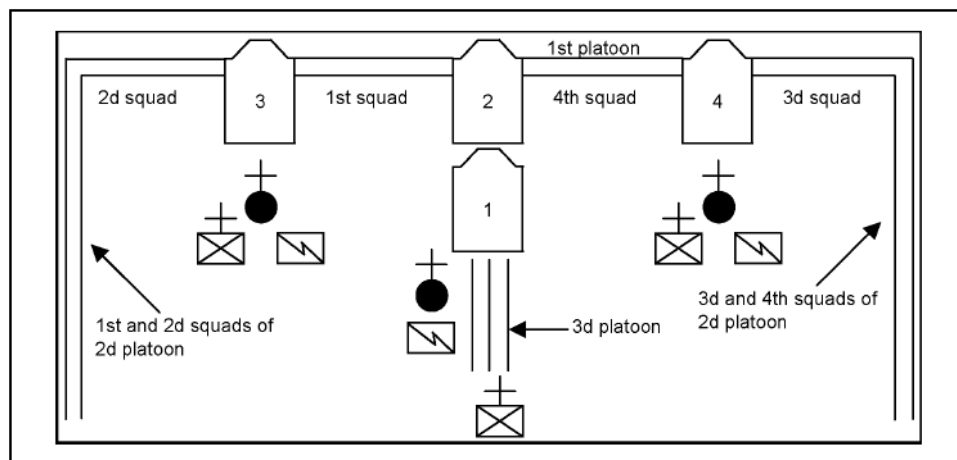 1st platoon
2d squad
3
1st squad
2
4th squad
4
3d squad
1
1st and 2d squads of
2d platoon
3d platoon
3d and 4th squads of
2d platoon